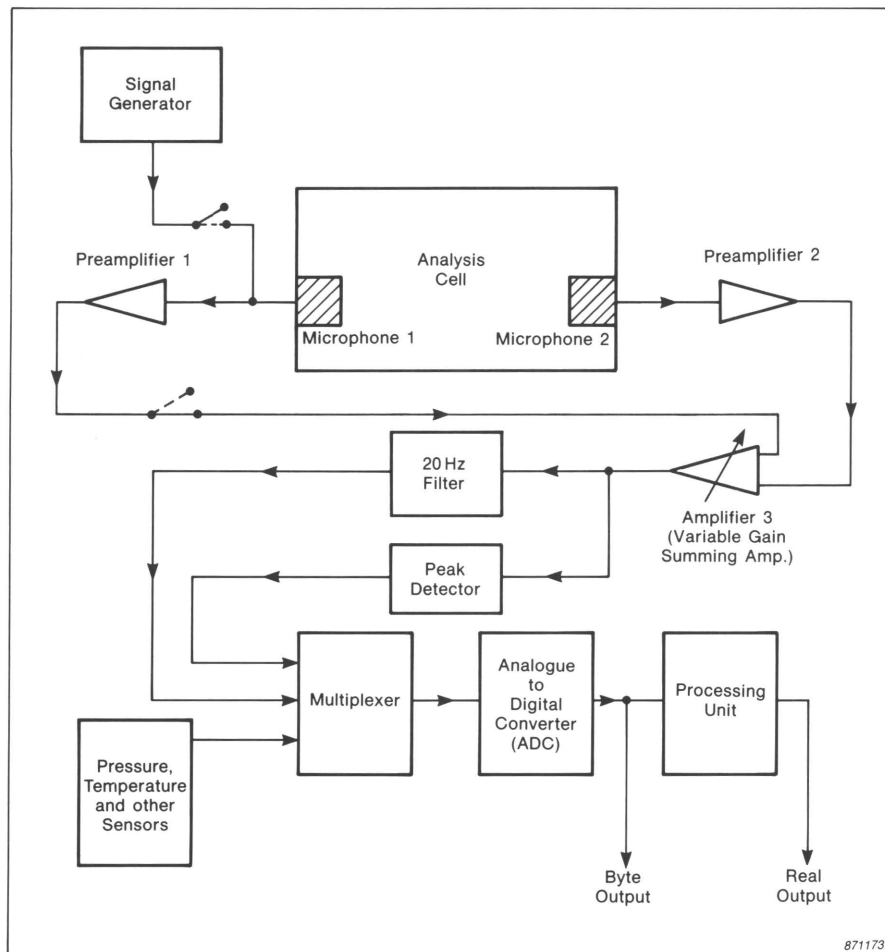 Signal
Generator
Preamplifier 1
Analysis
Cell
Preamplifier 2
Microphone 1
Microphone 2
20 Hz
Filter
Amplifier 3
(Variable Gain
Summing Amp.)
Peak
Detector
Multiplexer
Analogue
to
Digital
Converter
(ADC)
Processing
Unit
Pressure,
Temperature
and other
Sensors
Byte
Output
Real
Output
871173